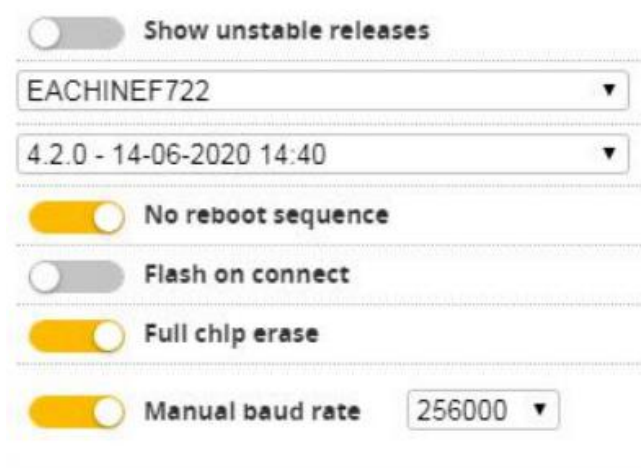 Show unstable releases
EACHINEF722
4.2.0 - 14-06-2020 14:40
No reboot sequence
Flash on connect
Full chip erase
Manual baud rate 256000